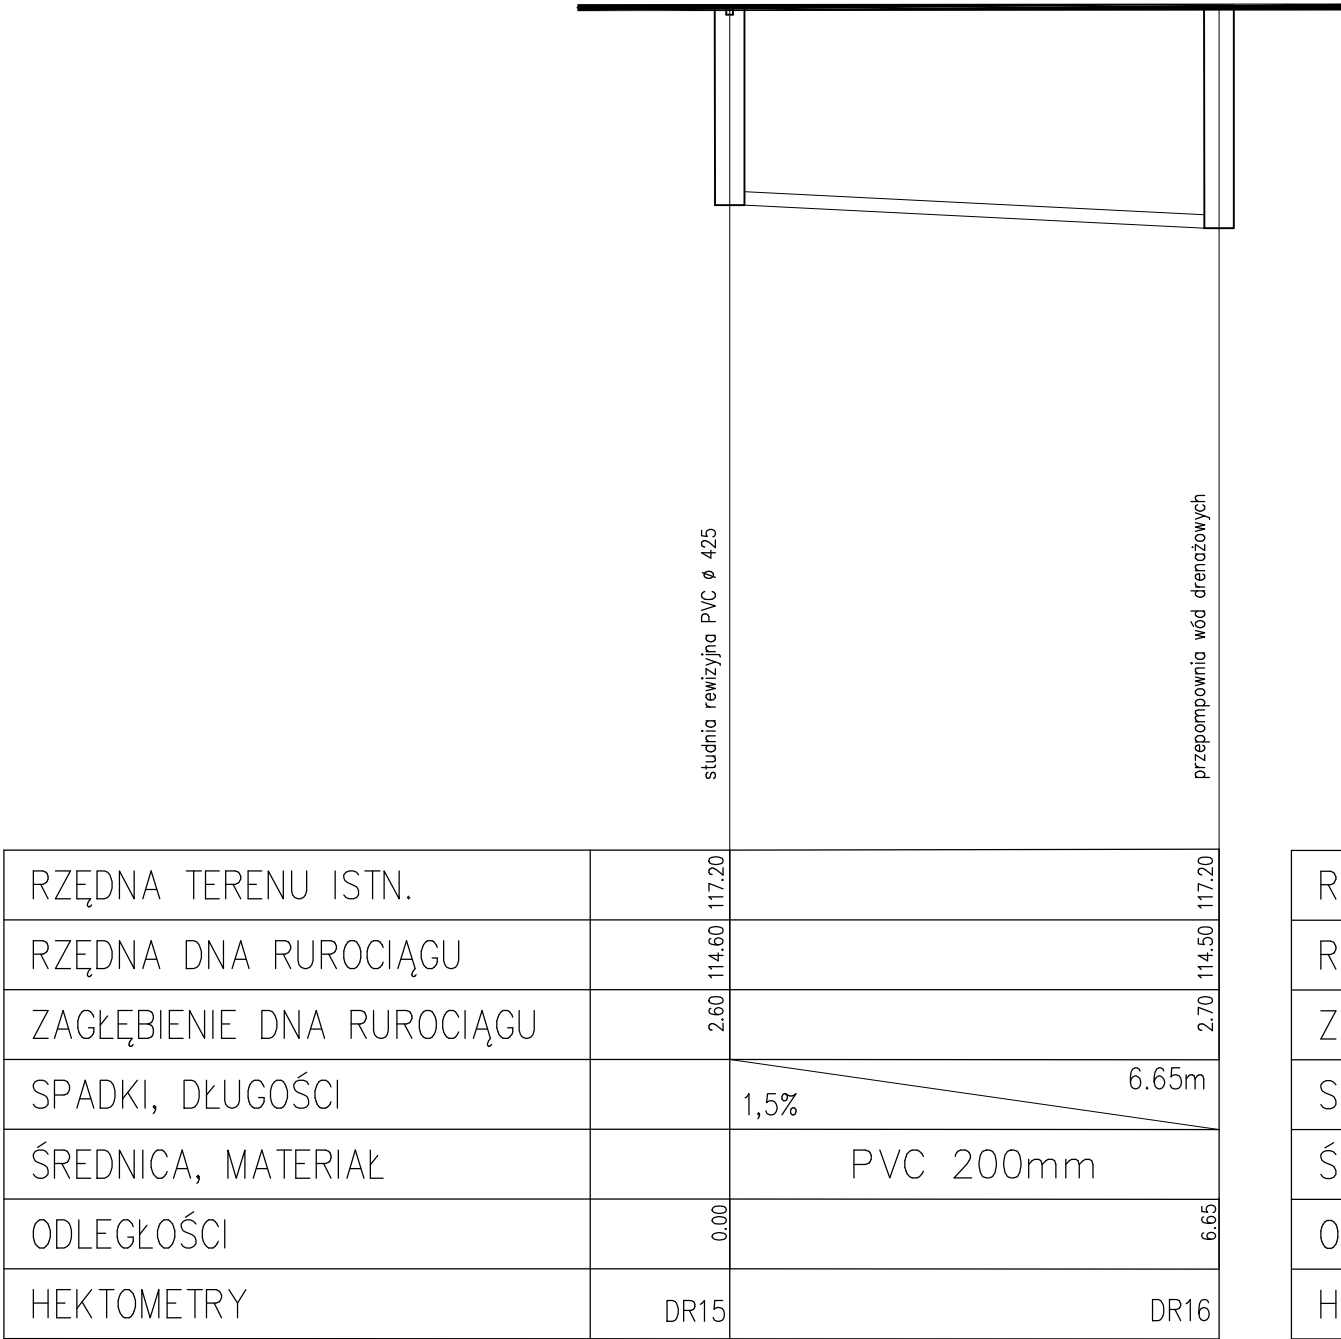 studnia rewizyjna PVC ø 425
przepompownia wód drenażowych
RZĘDNA TERENU ISTN. 117.20 117.20 R
RZĘDNA DNA RUROCIĄGU 114.60 114.50 R
ZAGŁĘBIENIE DNA RUROCIĄGU 2.60 2.70 Z
SPADKI, DŁUGOŚCI 1,5% 6.65m S
ŚREDNICA, MATERIAŁ PVC 200mm Ś
ODLEGŁOŚCI 0.00 6.65 O
HEKTOMETRY DR15 DR16 H